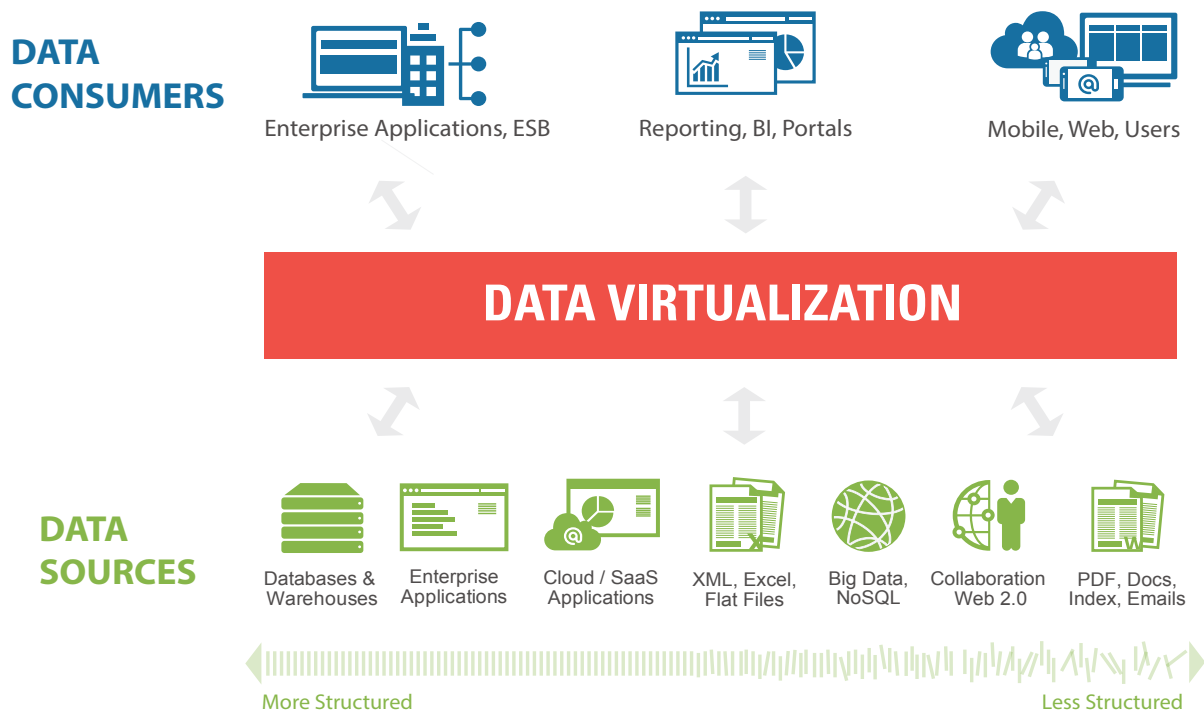 DATA
CONSUMERS
Enterprise Applications, ESB
Reporting, BI, Portals
@
Mobile, Web, Users
DATA VIRTUALIZATION
DATA
SOURCES
Databases &
Warehouses
Enterprise
Applications
@
Cloud / SaaS
Applications
X
XML, Excel,
Flat Files
Big Data,
NoSQL
Collaboration
Web 2.0
W
PDF, Docs,
Index, Emails
More Structured
Less Structured